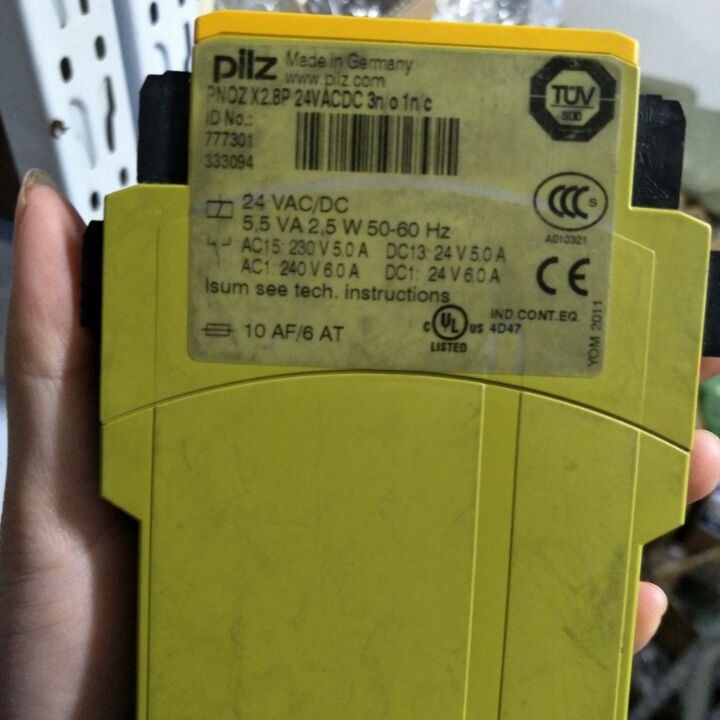 pilz Made in Germany
www.pilz.com
PNOZ X2.8P 24VACDC 3n/o 1n/c
ID No.:
777301
333094
TÜV
SÜD
CCC S
A010321
24 VAC/DC
5,5 VA 2,5 W 50-60 Hz
AC15: 230 V 5.0 A DC13: 24 V 5.0 A
AC1: 240 V 6.0 A DC1: 24 V 6.0 A
Isum see tech. instructions
CE
10 AF/6 AT
C UL US
LISTED
IND.CONT.EQ.
4D47
YOM 2011